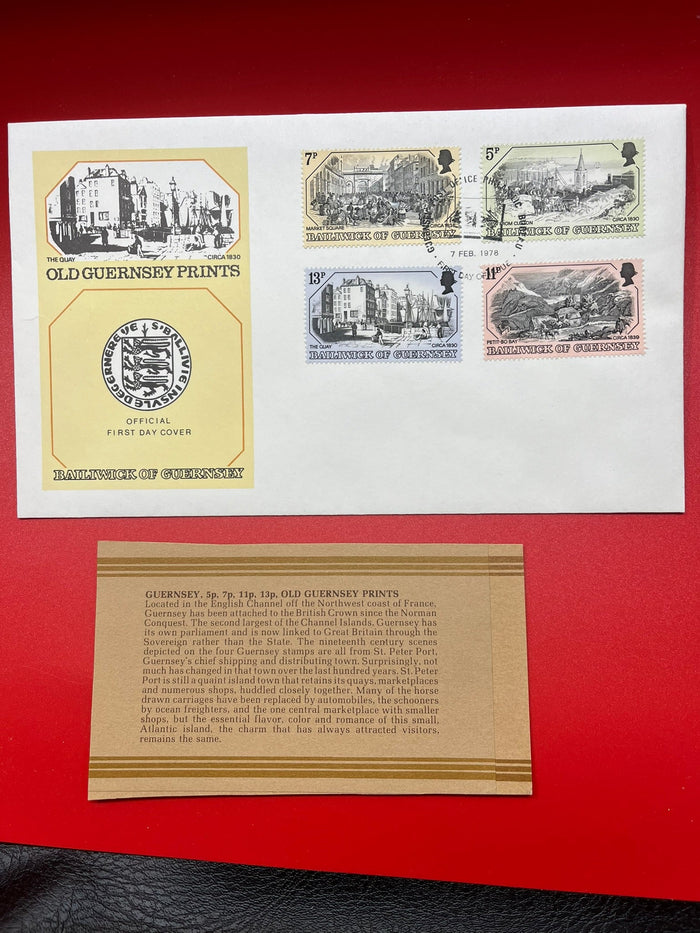 THE QUAY CIRCA 1830
OLD GUERNSEY PRINTS
S·BALLIVIE INSVLE DEGERNEREYE
OFFICIAL
FIRST DAY COVER
BAILIWICK OF GUERNSEY
7P
MARKET SQUARE
BAILIWICK OF GUERNSEY
5P
CIRCA 1830
BAILIWICK OF GUERNSEY
7 FEB. 1978
FIRST DAY OF
13P
THE QUAY CIRCA 1830
BAILIWICK OF GUERNSEY
11P
PETIT BO BAY CIRCA 1839
BAILIWICK OF GUERNSEY
GUERNSEY, 5p, 7p, 11p, 13p, OLD GUERNSEY PRINTS
Located in the English Channel off the Northwest coast of France,
Guernsey has been attached to the British Crown since the Norman
Conquest. The second largest of the Channel Islands, Guernsey has
its own parliament and is now linked to Great Britain through the
Sovereign rather than the State. The nineteenth century scenes
depicted on the four Guernsey stamps are all from St. Peter Port,
Guernsey's chief shipping and distributing town. Surprisingly, not
much has changed in that town over the last hundred years. St. Peter
Port is still a quaint island town that retains its quays, marketplaces
and numerous shops, huddled closely together. Many of the horse
drawn carriages have been replaced by automobiles, the schooners
by ocean freighters, and the one central marketplace with smaller
shops, but the essential flavor, color and romance of this small,
Atlantic island, the charm that has always attracted visitors,
remains the same.